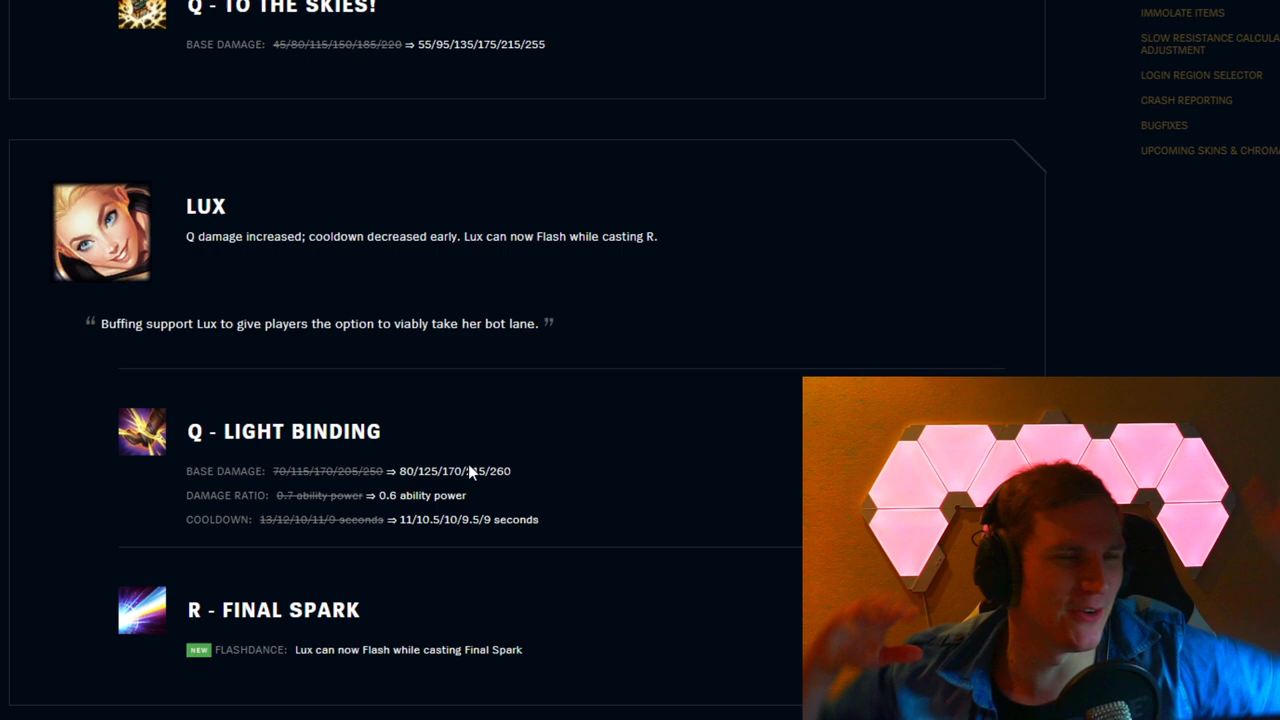 Q - TO THE SKIES!
BASE DAMAGE: 45/80/115/150/185/220 ⇒ 55/95/135/175/215/255
LUX
Q damage increased; cooldown decreased early. Lux can now Flash while casting R.
“ Buffing support Lux to give players the option to viably take her bot lane. ”
Q - LIGHT BINDING
BASE DAMAGE: 70/115/170/205/250 ⇒ 80/125/170/215/260
DAMAGE RATIO: 0.7 ability power ⇒ 0.6 ability power
COOLDOWN: 13/12/10/11/9 seconds ⇒ 11/10.5/10/9.5/9 seconds
R - FINAL SPARK
NEW FLASHDANCE: Lux can now Flash while casting Final Spark
IMMOLATE ITEMS
SLOW RESISTANCE CALCULA
ADJUSTMENT
LOGIN REGION SELECTOR
CRASH REPORTING
BUGFIXES
UPCOMING SKINS & CHROMA